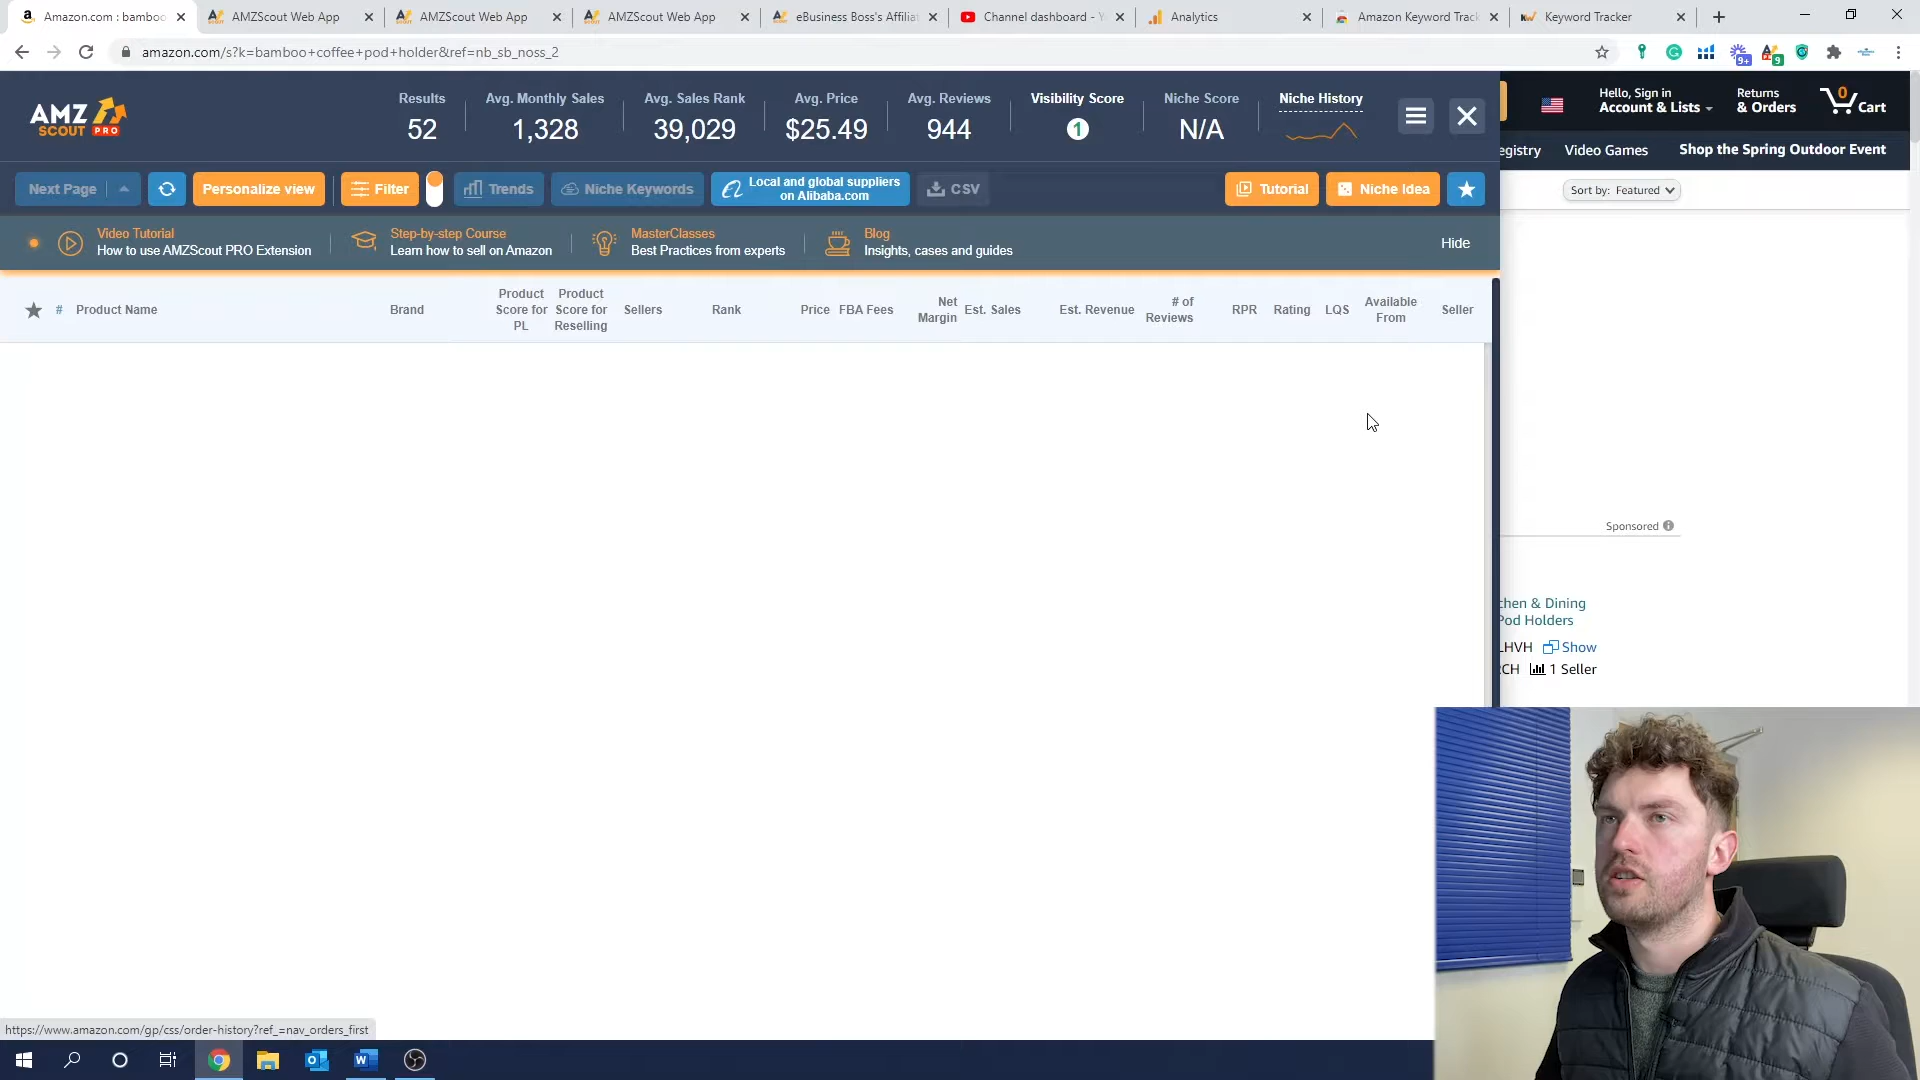 Amazon.com : bamboo
AMZScout Web App
AMZScout Web App
AMZScout Web App
eBusiness Boss's Affiliat
Channel dashboard - Y
Analytics
Amazon Keyword Track
Keyword Tracker
amazon.com/s?k=bamboo+coffee+pod+holder&ref=nb_sb_noss_2
9+
9
AMZ
SCOUT PRO
Results
52
Avg. Monthly Sales
1,328
Avg. Sales Rank
39,029
Avg. Price
$25.49
Avg. Reviews
944
Visibility Score
1
Niche Score
N/A
Niche History
Hello, Sign in
Account & Lists
Returns
& Orders
0
Cart
egistry
Video Games
Shop the Spring Outdoor Event
Next Page
Personalize view
Filter
Trends
Niche Keywords
Local and global suppliers
on Alibaba.com
CSV
Tutorial
Niche Idea
Sort by: Featured
Video Tutorial
How to use AMZScout PRO Extension
Step-by-step Course
Learn how to sell on Amazon
MasterClasses
Best Practices from experts
Blog
Insights, cases and guides
Hide
#
Product Name
Brand
Product
Score for
PL
Product
Score for
Reselling
Sellers
Rank
Price
FBA Fees
Net
Margin
Est. Sales
Est. Revenue
# of
Reviews
RPR
Rating
LQS
Available
From
Seller
Sponsored
chen & Dining
Pod Holders
LHVH
Show
CH
1 Seller
https://www.amazon.com/gp/css/order-history?ref_=nav_orders_first